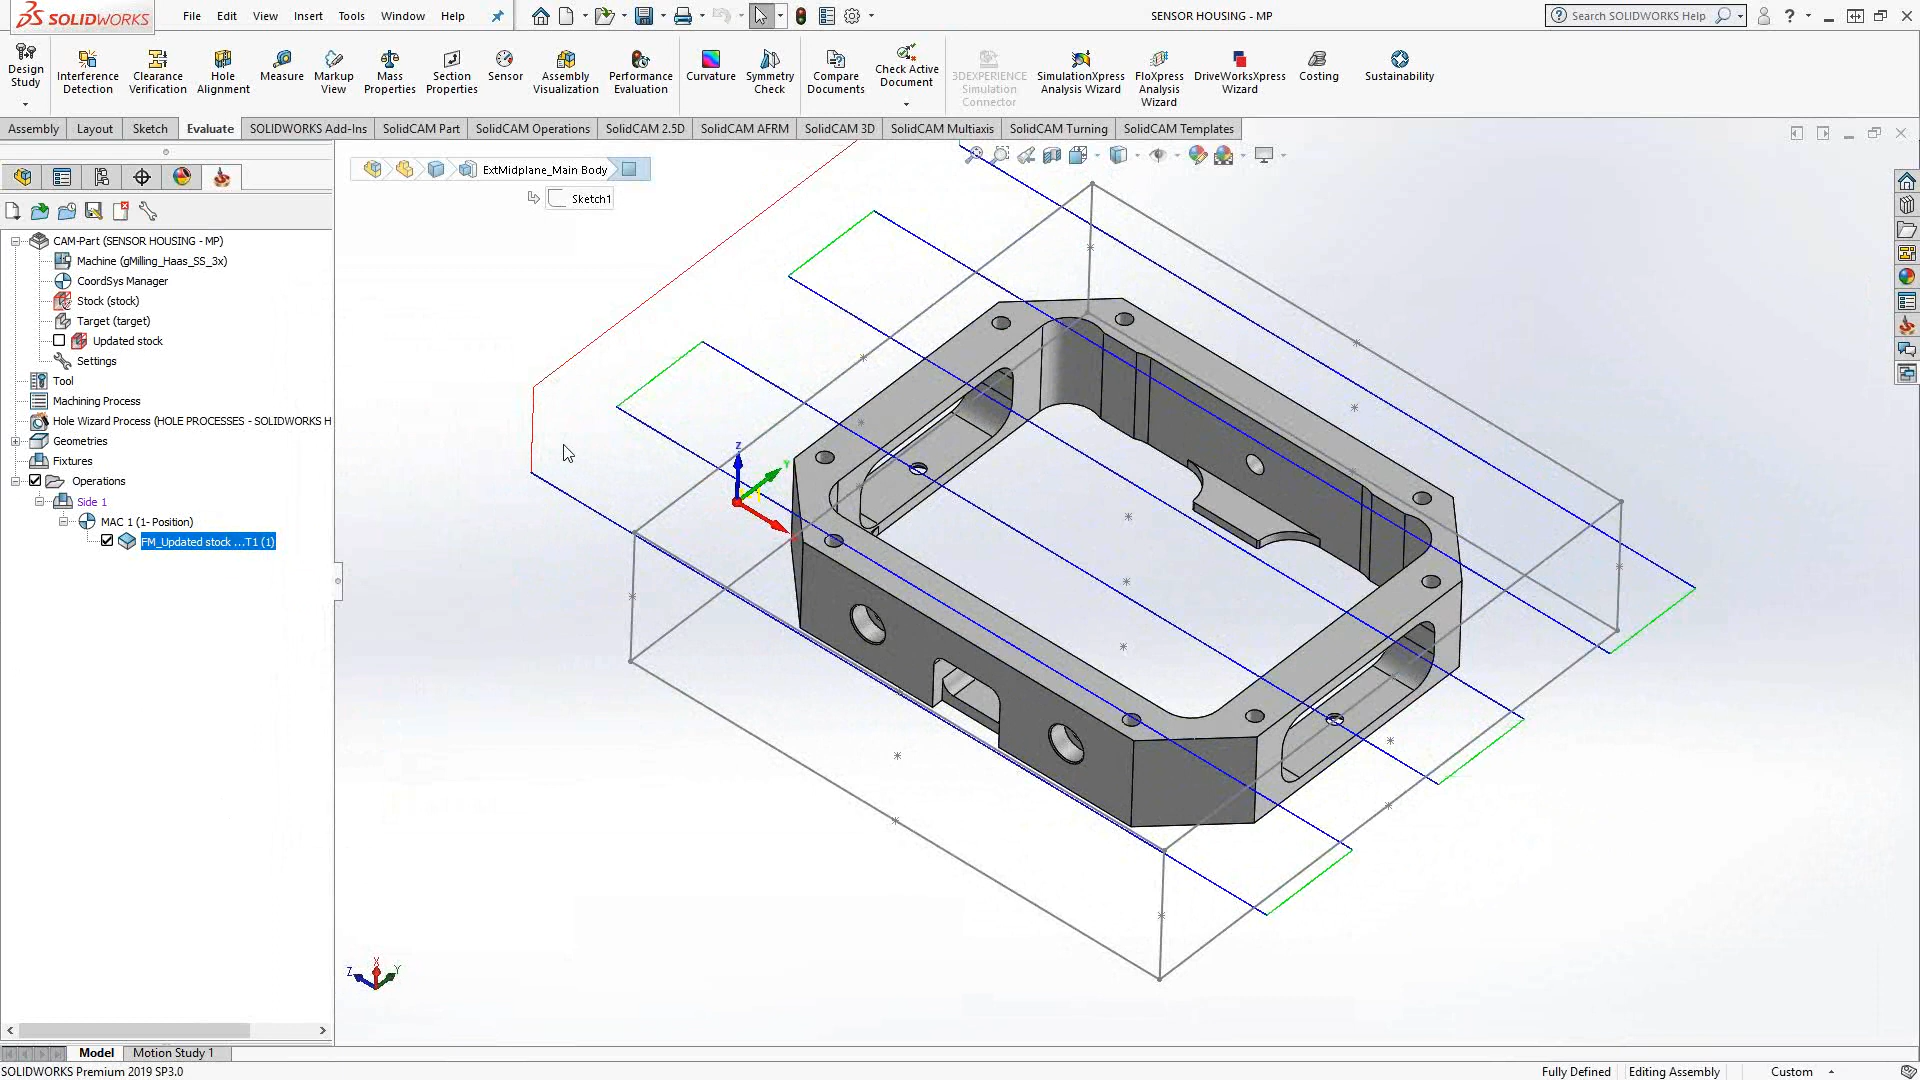 SOLIDWORKS
File Edit View Insert Tools Window Help
SENSOR HOUSING - MP
Search SOLIDWORKS Help
Design Study
Interference Detection
Clearance Verification
Hole Alignment
Measure
Markup View
Mass Properties
Section Properties
Sensor
Assembly Visualization
Performance Evaluation
Curvature
Symmetry Check
Compare Documents
Check Active Document
3DEXPERIENCE Simulation Connector
SimulationXpress Analysis Wizard
FloXpress Analysis Wizard
DriveWorksXpress Wizard
Costing
Sustainability
Assembly Layout Sketch Evaluate SOLIDWORKS Add-Ins SolidCAM Part SolidCAM Operations SolidCAM 2.5D SolidCAM AFRM SolidCAM 3D SolidCAM Multiaxis SolidCAM Turning SolidCAM Templates
ExtMidplane_Main Body
Sketch1
CAM-Part (SENSOR HOUSING - MP)
Machine (gMilling_Haas_SS_3x)
CoordSys Manager
Stock (stock)
Target (target)
Updated stock
Settings
Tool
Machining Process
Hole Wizard Process (HOLE PROCESSES - SOLIDWORKS H
Geometries
Fixtures
Operations
Side 1
MAC 1 (1- Position)
FM_Updated stock ...T1 (1)
Z
Y
X
Z
Y
Model Motion Study 1
SOLIDWORKS Premium 2019 SP3.0
Fully Defined Editing Assembly Custom